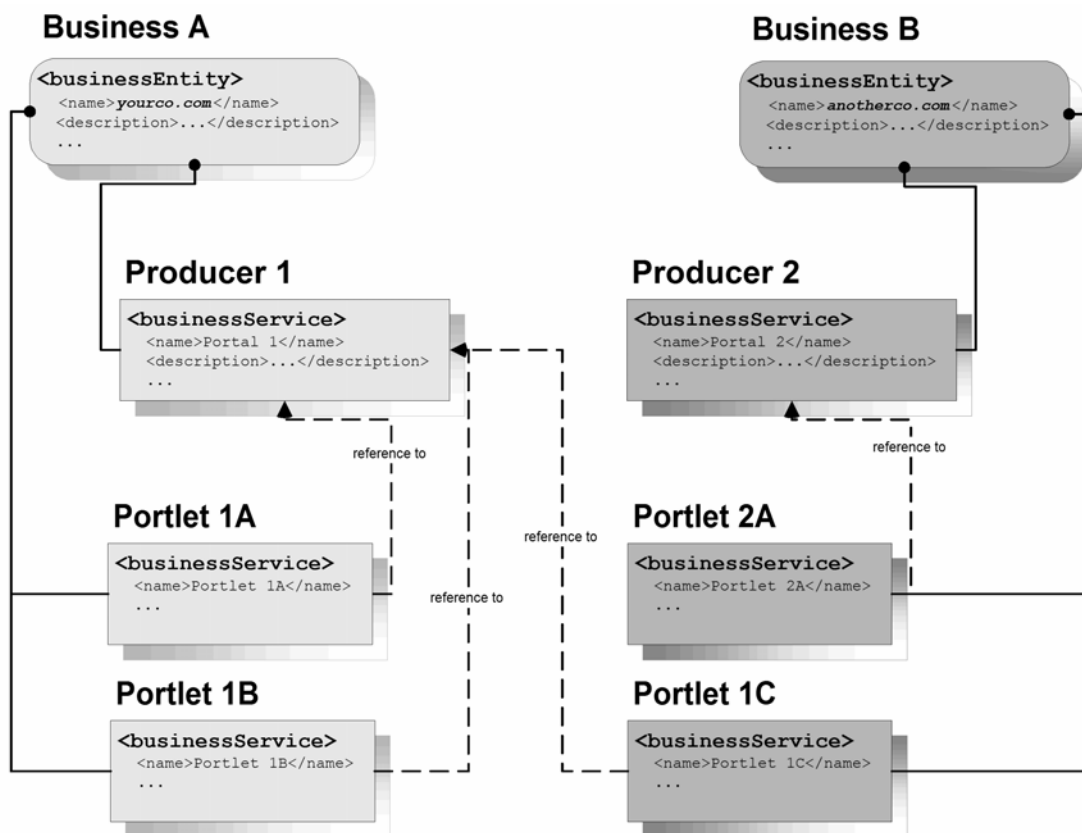 Business A
<businessEntity>
<name>yourco.com</name>
<description>...</description>
...
Business B
<businessEntity>
<name>anotherco.com</name>
<description>...</description>
...
Producer 1
<businessService>
<name>Portal 1</name>
<description>...</description>
...
Producer 2
<businessService>
<name>Portal 2</name>
<description>...</description>
...
reference to
reference to
Portlet 1A
<businessService>
<name>Portlet 1A</name>
...
reference to
reference to
Portlet 2A
<businessService>
<name>Portlet 2A</name>
...
Portlet 1B
<businessService>
<name>Portlet 1B</name>
...
Portlet 1C
<businessService>
<name>Portlet 1C</name>
...